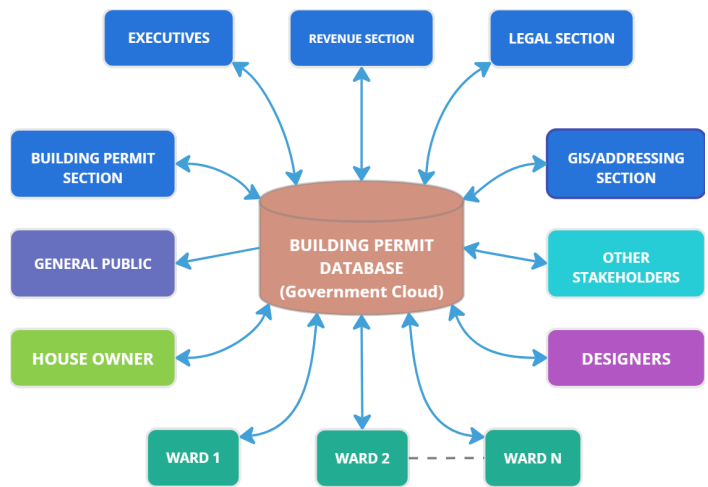 EXECUTIVES
REVENUE SECTION
LEGAL SECTION
BUILDING PERMIT
SECTION
GIS/ADDRESSING
SECTION
GENERAL PUBLIC
BUILDING PERMIT
DATABASE
(Government Cloud)
OTHER
STAKEHOLDERS
HOUSE OWNER
DESIGNERS
WARD 1
WARD 2
WARD N